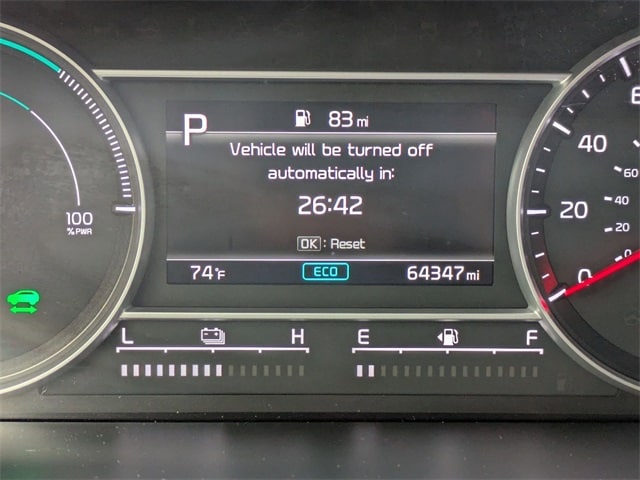 83 mi
P
Vehicle will be turned off
automatically in:
26:42
OK : Reset
74°F
ECO
64347 mi
100
%PWR
L H
E F
40
20
0
60
40
20
0